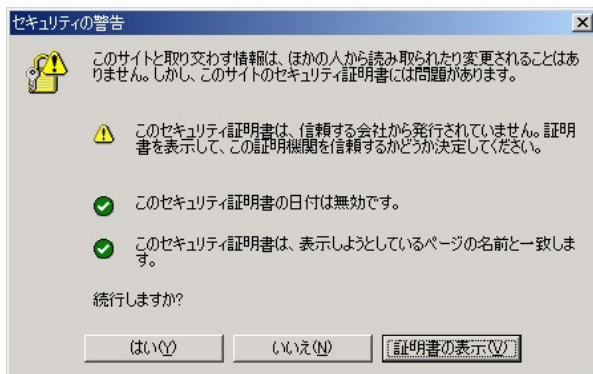 セキュリティの警告
このサイトと取り交わす情報は、ほかの人から読み取られたり変更されることはあ
りません。しかし、このサイトのセキュリティ証明書には問題があります。
このセキュリティ証明書は、信頼する会社から発行されていません。証明
書を表示して、この証明機関を信頼するかどうか決定してください。
このセキュリティ証明書の日付は無効です。
このセキュリティ証明書は、表示しようとしているページの名前と一致しま
す。
続行しますか?
はい(Y)
いいえ(N)
証明書の表示(V)